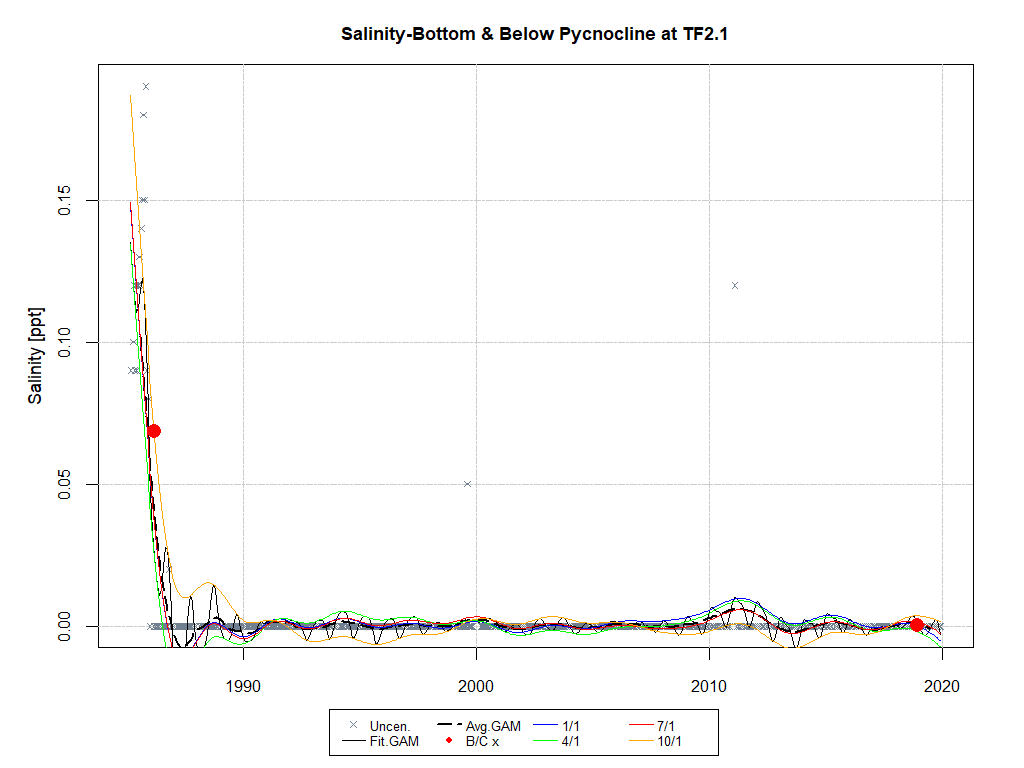 Salinity-Bottom & Below Pycnocline at TF2.1
Salinity [ppt]
0.15
0.10
0.05
0.00
1990 2000 2010 2020
Uncen. Avg.GAM 1/1 7/1
Fit.GAM B/C x 4/1 10/1